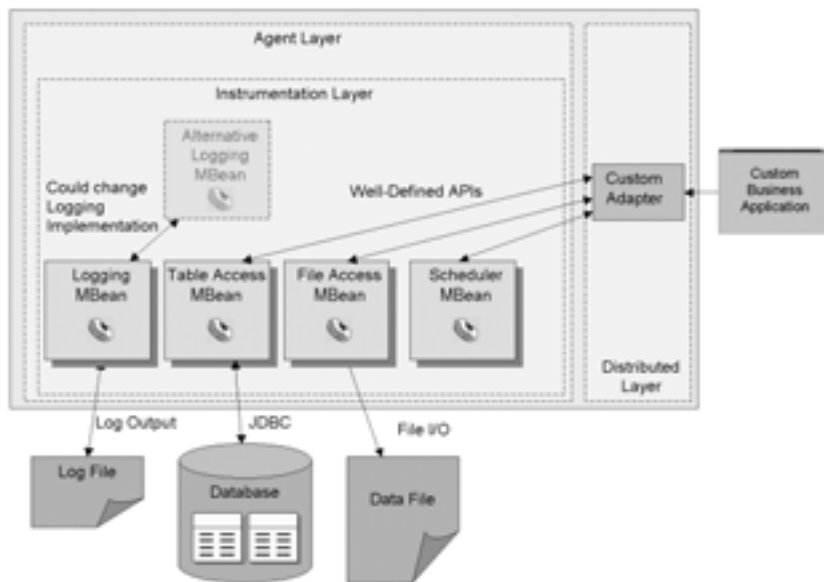 Agent Layer
Instrumentation Layer
Alternative
Logging
MBean
Could change
Logging
Implementation
Well-Defined APIs
Custom
Adapter
Custom
Business
Application
Logging
MBean
Table Access
MBean
File Access
MBean
Scheduler
MBean
Distributed
Layer
Log Output
JDBC
File I/O
Log File
Database
Data File